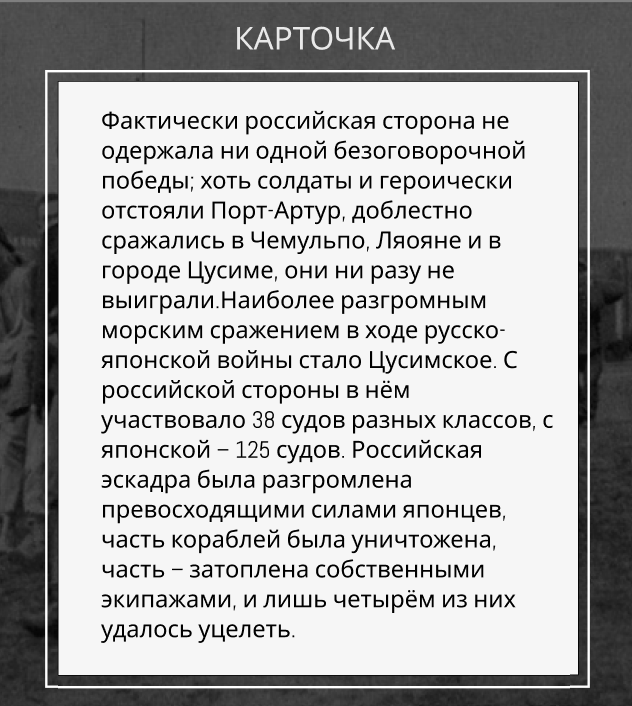 КАРТОЧКА
Фактически российская сторона не
одержала ни одной безоговорочной
победы; хоть солдаты и героически
отстояли Порт-Артур, доблестно
сражались в Чемульпо, Ляояне и в
городе Цусиме, они ни разу не
выиграли.Наиболее разгромным
морским сражением в ходе русско-
японской войны стало Цусимское. С
российской стороны в нём
участвовало 38 судов разных классов, с
японской – 125 судов. Российская
эскадра была разгромлена
превосходящими силами японцев,
часть кораблей была уничтожена,
часть – затоплена собственными
экипажами, и лишь четырём из них
удалось уцелеть.